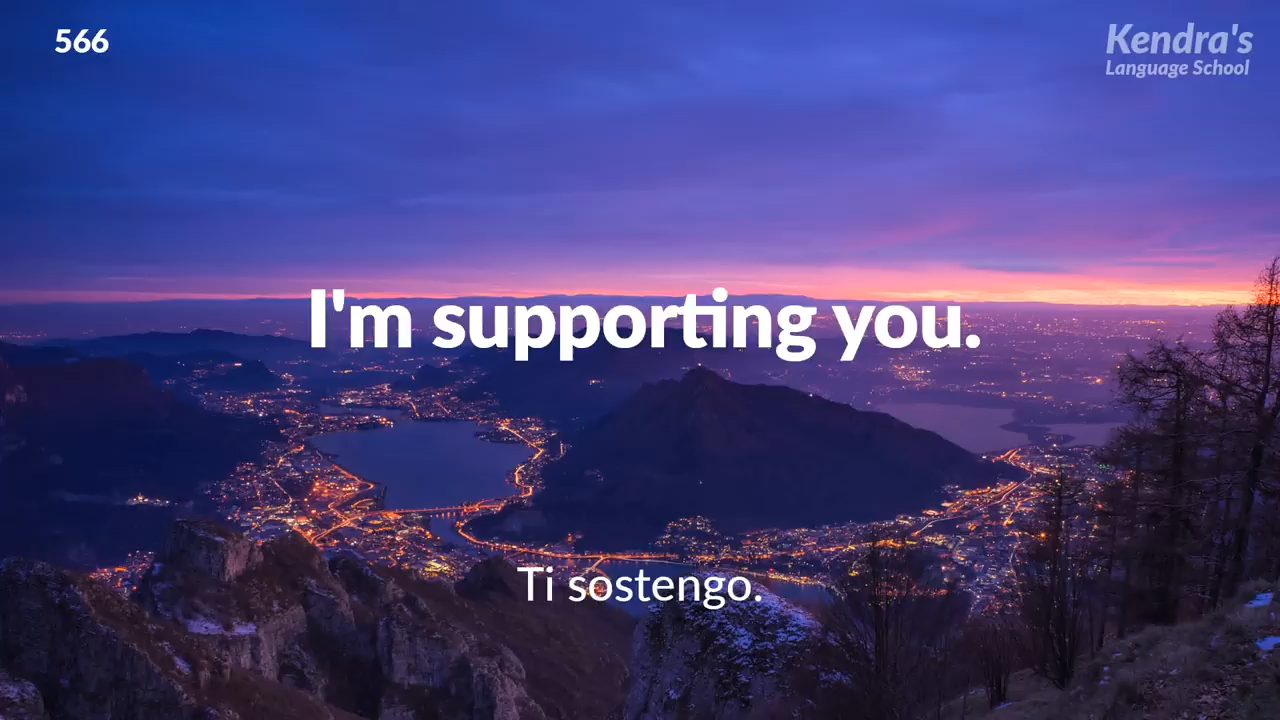 566
Kendra's
Language School
I'm supporting you.
Ti sostengo.